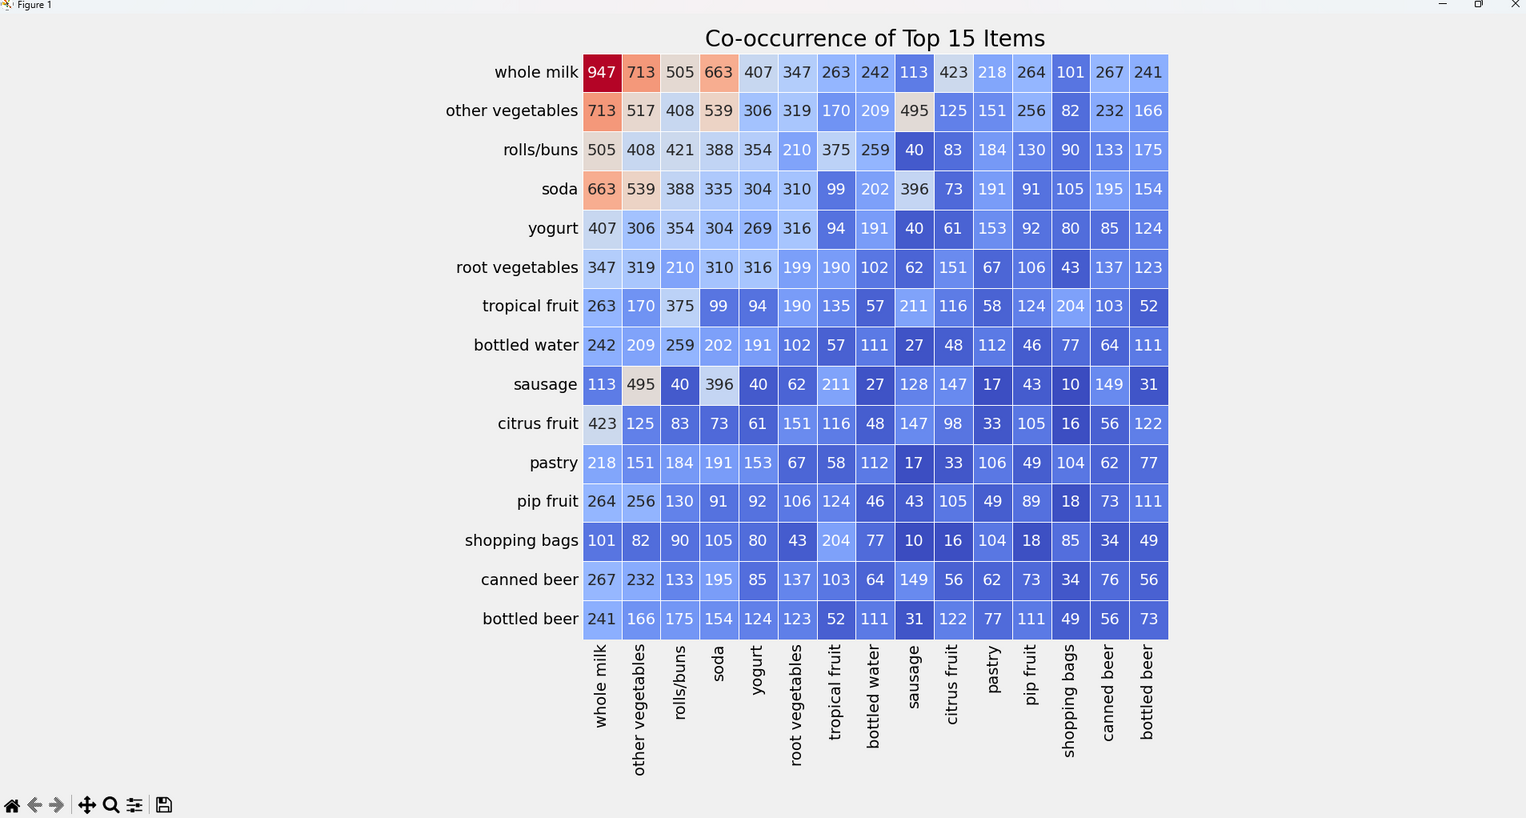 Figure 1
Co-occurrence of Top 15 Items
whole milk 947 713 505 663 407 347 263 242 113 423 218 264 101 267 241
other vegetables 713 517 408 539 306 319 170 209 495 125 151 256 82 232 166
rolls/buns 505 408 421 388 354 210 375 259 40 83 184 130 90 133 175
soda 663 539 388 335 304 310 99 202 396 73 191 91 105 195 154
yogurt 407 306 354 304 269 316 94 191 40 61 153 92 80 85 124
root vegetables 347 319 210 310 316 199 190 102 62 151 67 106 43 137 123
tropical fruit 263 170 375 99 94 190 135 57 211 116 58 124 204 103 52
bottled water 242 209 259 202 191 102 57 111 27 48 112 46 77 64 111
sausage 113 495 40 396 40 62 211 27 128 147 17 43 10 149 31
citrus fruit 423 125 83 73 61 151 116 48 147 98 33 105 16 56 122
pastry 218 151 184 191 153 67 58 112 17 33 106 49 104 62 77
pip fruit 264 256 130 91 92 106 124 46 43 105 49 89 18 73 111
shopping bags 101 82 90 105 80 43 204 77 10 16 104 18 85 34 49
canned beer 267 232 133 195 85 137 103 64 149 56 62 73 34 76 56
bottled beer 241 166 175 154 124 123 52 111 31 122 77 111 49 56 73
whole milk
other vegetables
rolls/buns
soda
yogurt
root vegetables
tropical fruit
bottled water
sausage
citrus fruit
pastry
pip fruit
shopping bags
canned beer
bottled beer